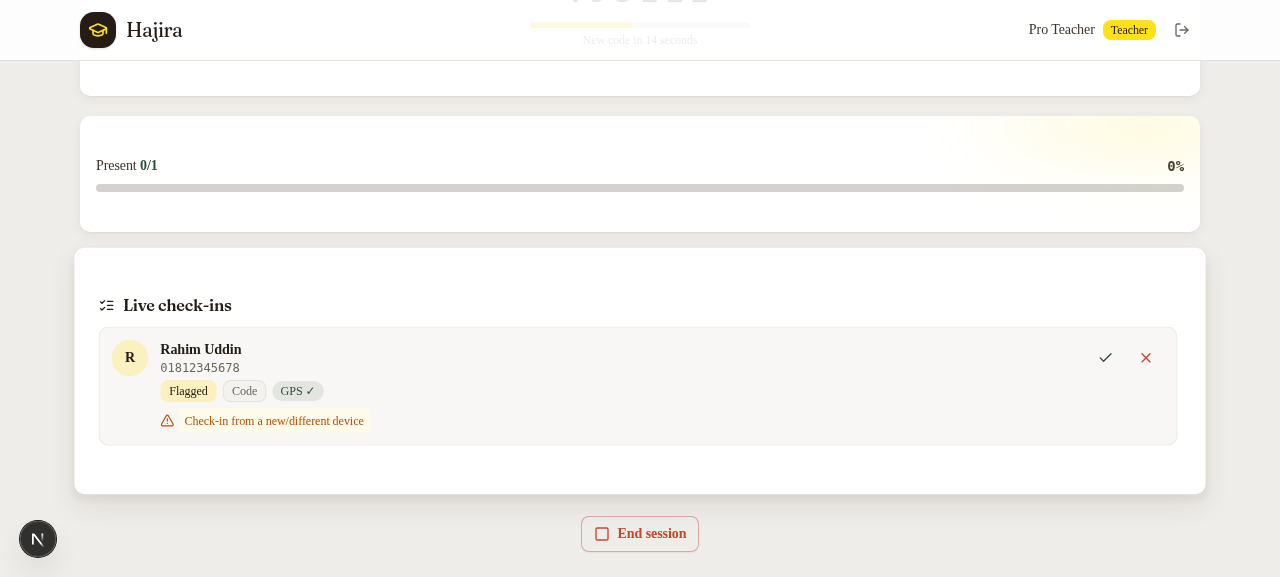 Hajira
Pro Teacher
Teacher
New code in 14 seconds
Present 0/1
0%
Live check-ins
R
Rahim Uddin
01812345678
Flagged
Code
GPS ✓
Check-in from a new/different device
N
End session